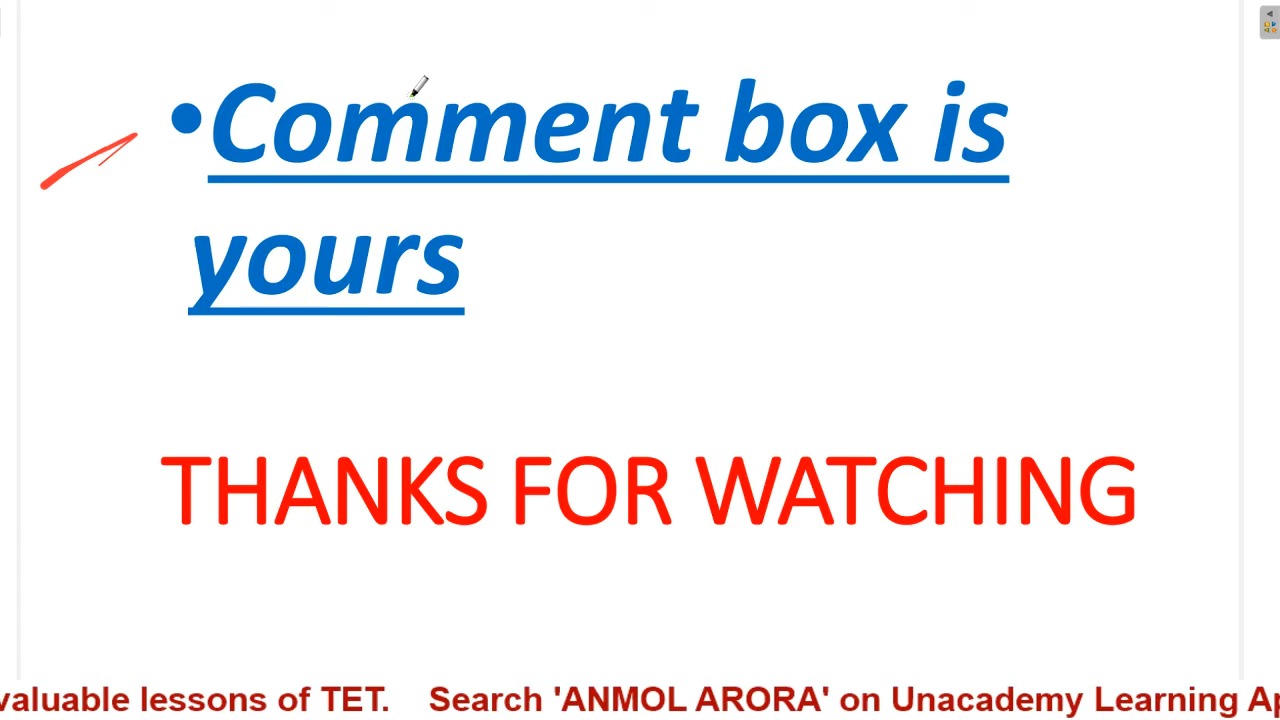 •Comment box is
yours
THANKS FOR WATCHING
valuable lessons of TET. Search 'ANMOL ARORA' on Unacademy Learning Ap